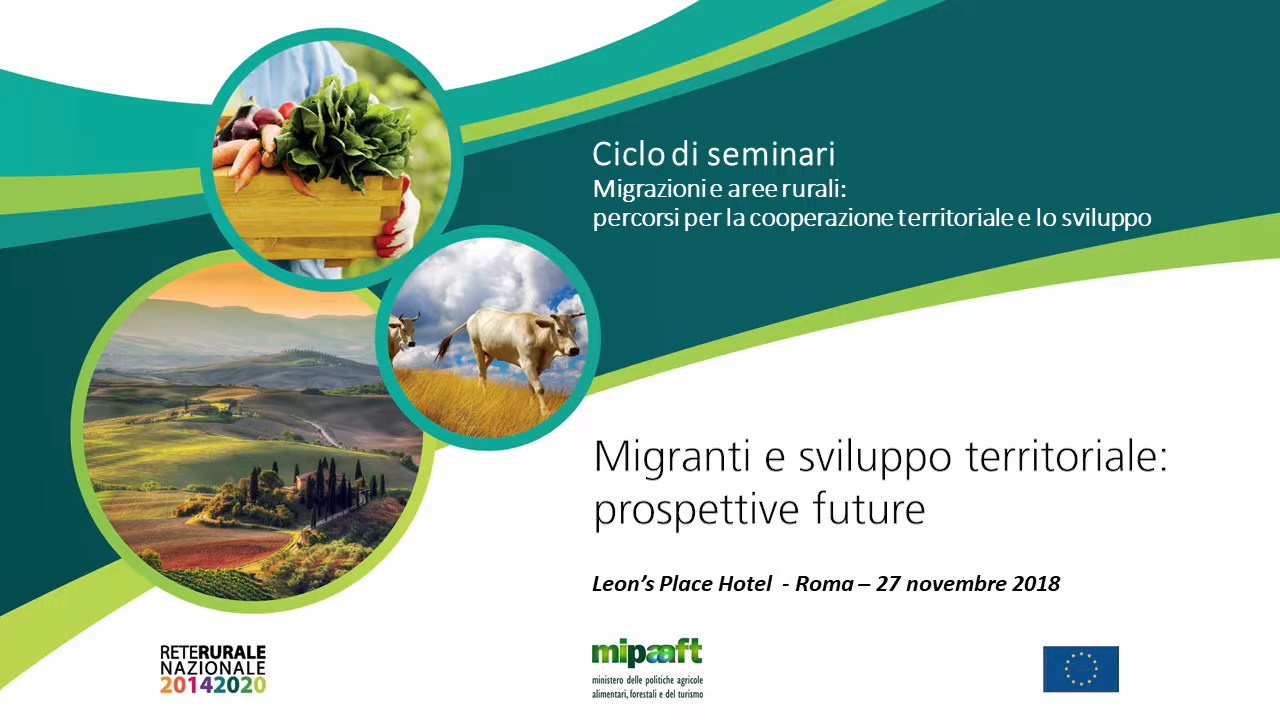 Ciclo di seminari
Migrazioni e aree rurali:
percorsi per la cooperazione territoriale e lo sviluppo
Migranti e sviluppo territoriale:
prospettive future
Leon's Place Hotel - Roma – 27 novembre 2018
RETERURALE
NAZIONALE
20142020
mipaaft
ministero delle politiche agricole
alimentari, forestali e del turismo